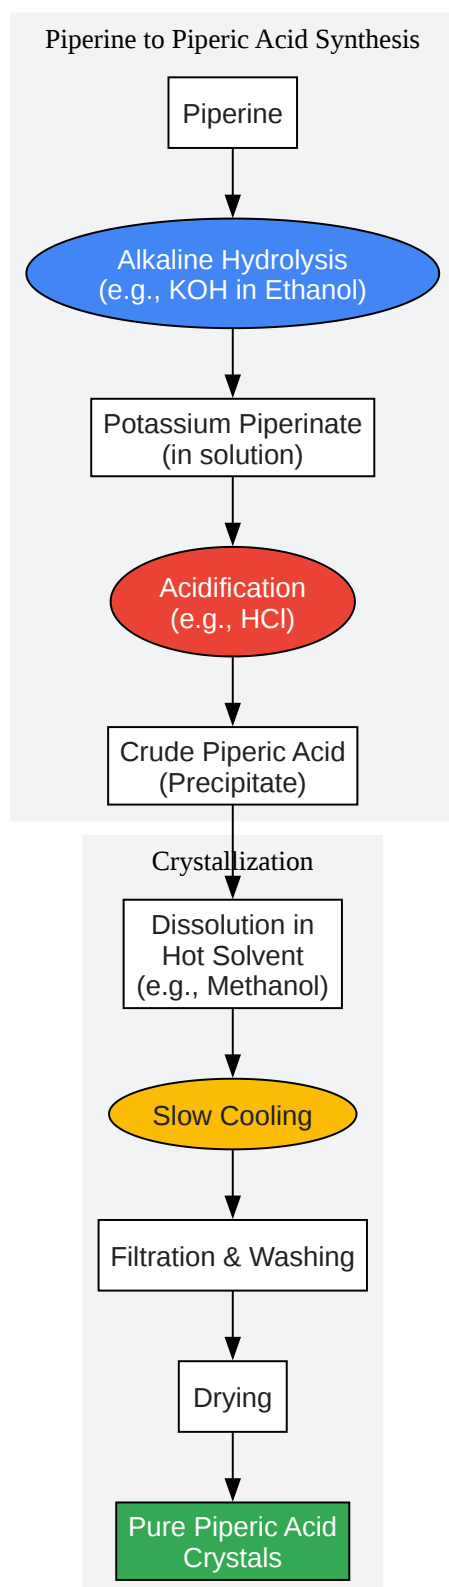 Piperine to Piperic Acid Synthesis
Piperine
Alkaline Hydrolysis
(e.g., KOH in Ethanol)
Potassium Piperinate
(in solution)
Acidification
(e.g., HCl)
Crude Piperic Acid
(Precipitate)
Crystallization
Dissolution in
Hot Solvent
(e.g., Methanol)
Slow Cooling
Filtration & Washing
Drying
Pure Piperic Acid
Crystals